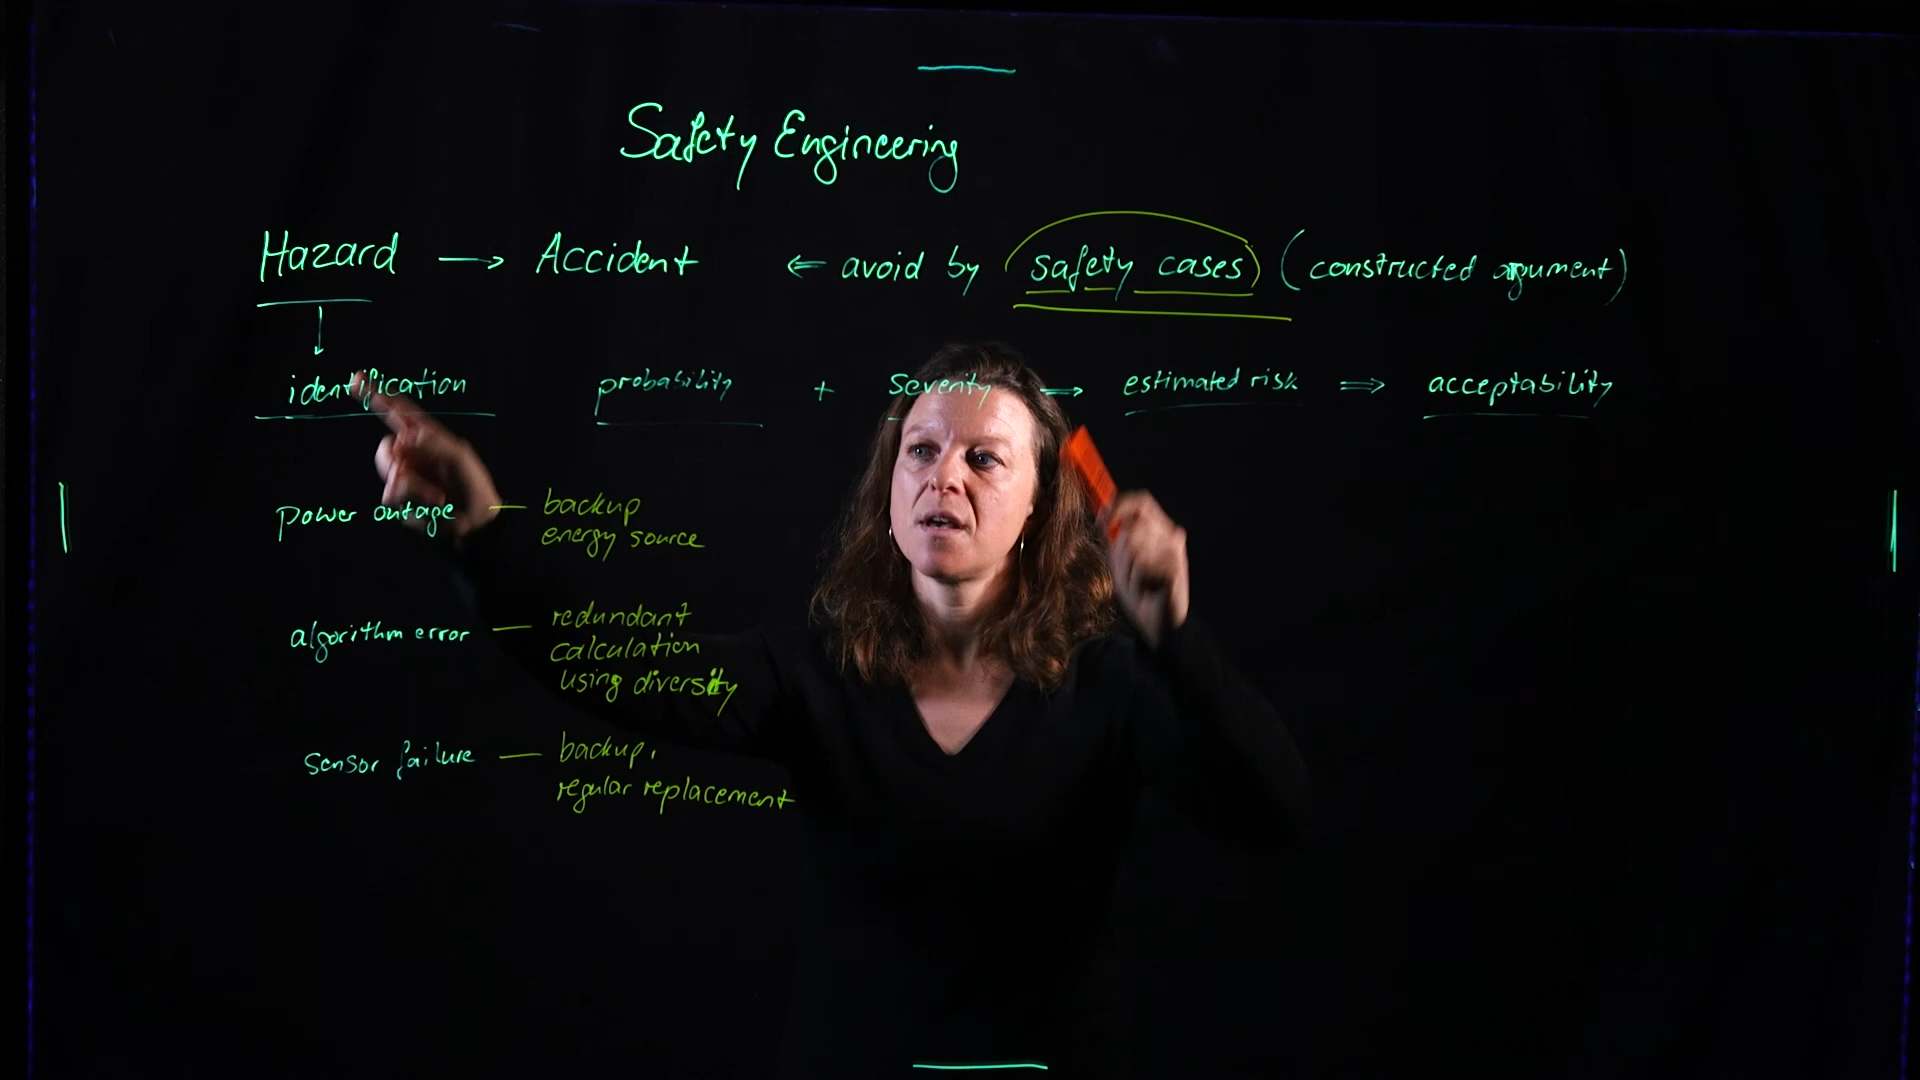 Safety Engineering
Hazard → Accident ⇐ avoid by (safety cases) (constructed argument)
↓
identification probability + severity → estimated risk ⇒ acceptability
power outage — backup
energy source
algorithm error — redundant
calculation
using diversity
sensor failure — backup,
regular replacement